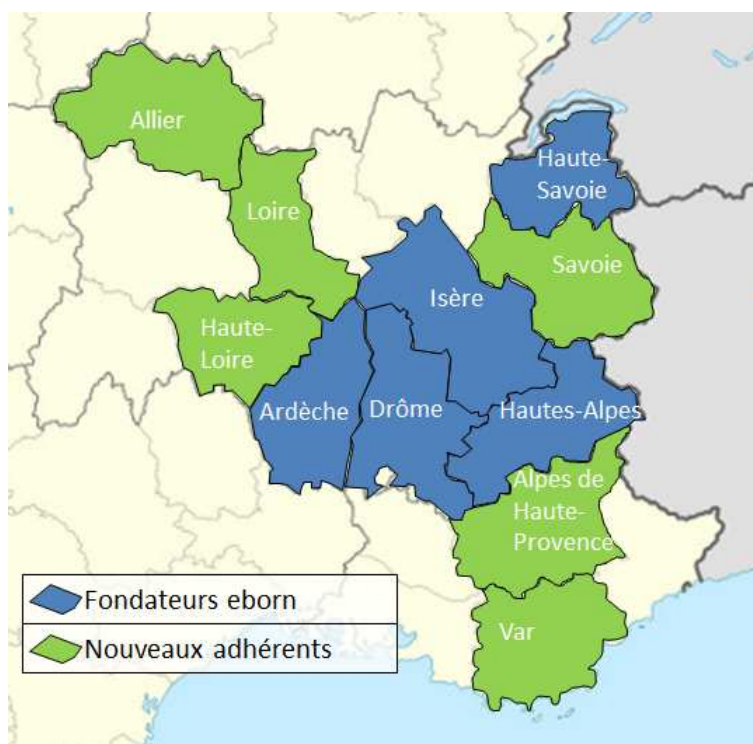 Allier
Haute-
Savoie
Loire
Savoie
Isère
Haute-
Loire
Ardèche
Drôme
Hautes-Alpes
Alpes de
Haute-
Provence
Fondateurs eborn
Var
Nouveaux adhérents